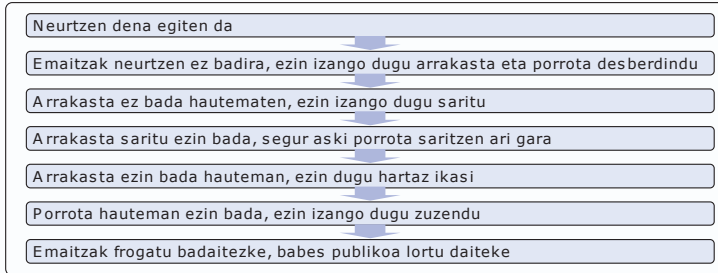 Neurtzen dena egiten da
Emaitzak neurtzen ez badira, ezin izango dugu arrakasta eta porrota desberdindu
Arrakasta ez bada hautematen, ezin izango dugu saritu
Arrakasta saritu ezin bada, segur aski porrota saritzen ari gara
Arrakasta ezin bada hauteman, ezin dugu hartaz ikasi
Porrota hauteman ezin bada, ezin izango dugu zuzendu
Emaitzak frogatu badaitezke, babes publikoa lortu daiteke